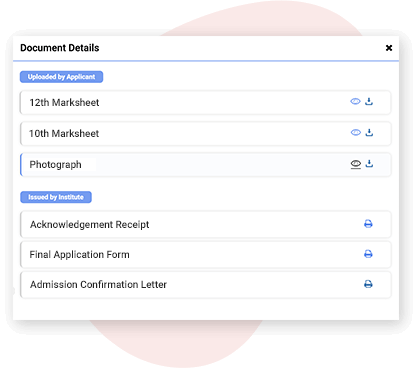 Document Details
Uploaded by Applicant
12th Marksheet
10th Marksheet
Photograph
Issued by Institute
Acknowledgement Receipt
Final Application Form
Admission Confirmation Letter